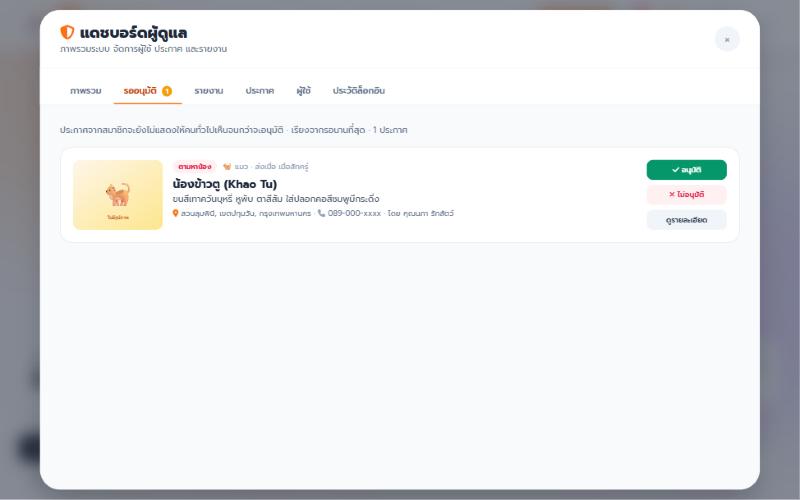 แดชบอร์ดผู้ดูแล
ภาพรวมระบบ จัดการผู้ใช้ ประกาศ และรายงาน
ภาพรวม รออนุมัติ 1 รายงาน ประกาศ ผู้ใช้ ประวัติล็อกอิน
ประกาศจากสมาชิกจะยังไม่แสดงให้คนทั่วไปเห็นจนกว่าจะอนุมัติ · เรียงจากรอนานที่สุด · 1 ประกาศ
ตามหาน้อง แมว · ส่งเมื่อ เมื่อสักครู่
น้องข้าวตู (Khao Tu)
ขนสีเทาควันบุหรี่ หูพับ ตาสีส้ม ใส่ปลอกคอสีชมพูมีกระดิ่ง
สวนลุมพินี, เขตปทุมวัน, กรุงเทพมหานคร · 089-000-xxxx · โดย คุณนภา รักสัตว์
ไม่มีรูปภาพ
อนุมัติ
ไม่อนุมัติ
ดูรายละเอียด